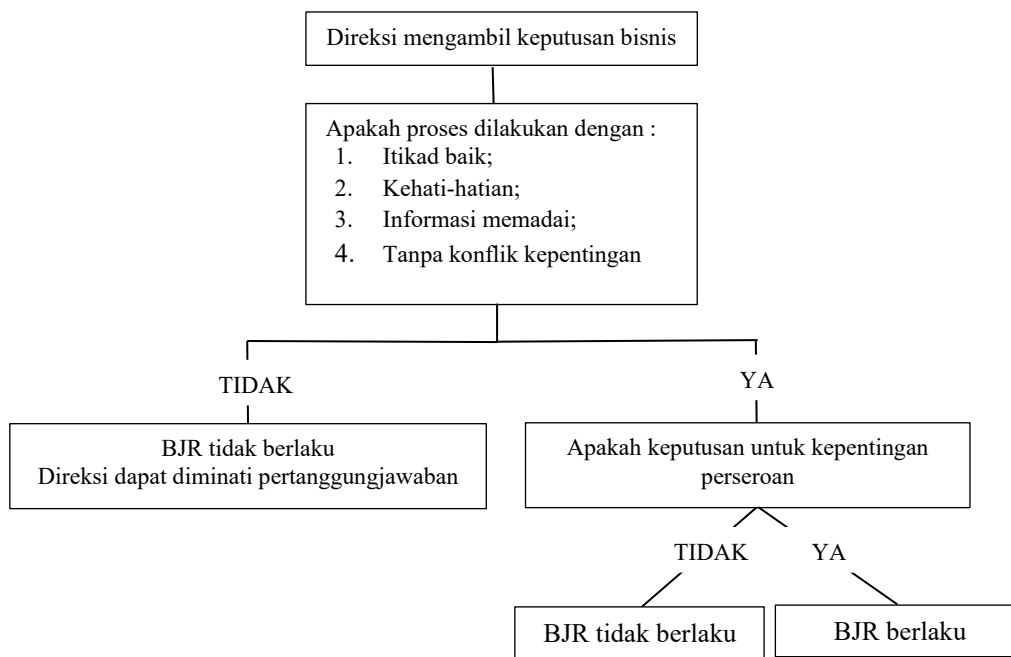 Direksi mengambil keputusan bisnis
Apakah proses dilakukan dengan :
1. Itikad baik;
2. Kehati-hatian;
3. Informasi memadai;
4. Tanpa konflik kepentingan
TIDAK
YA
BJR tidak berlaku
Direksi dapat diminati pertanggungjawaban
Apakah keputusan untuk kepentingan
perseroan
TIDAK
YA
BJR tidak berlaku
BJR berlaku